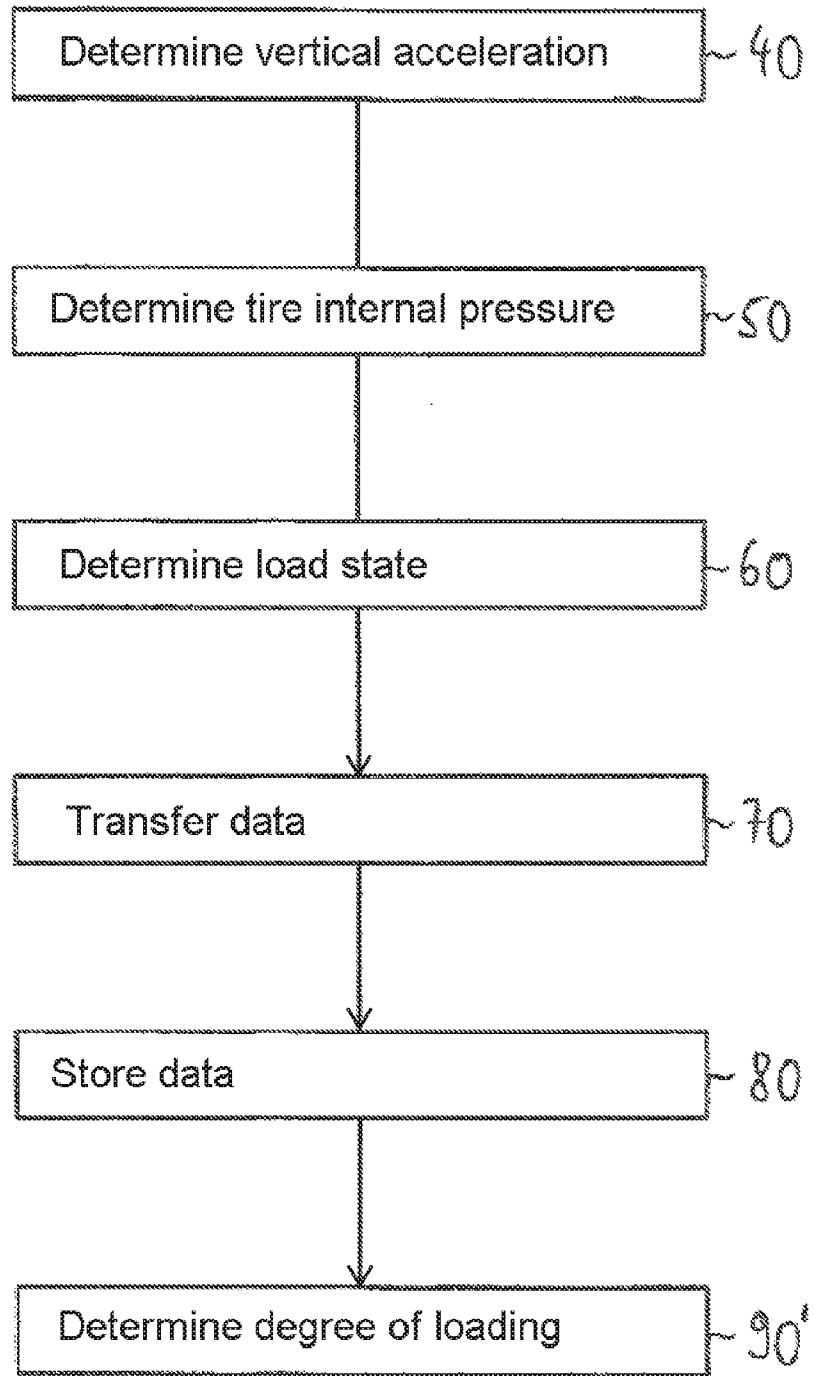 Determine vertical acceleration 40
Determine tire internal pressure 50
Determine load state 60
Transfer data 70
Store data 80
Determine degree of loading 90'